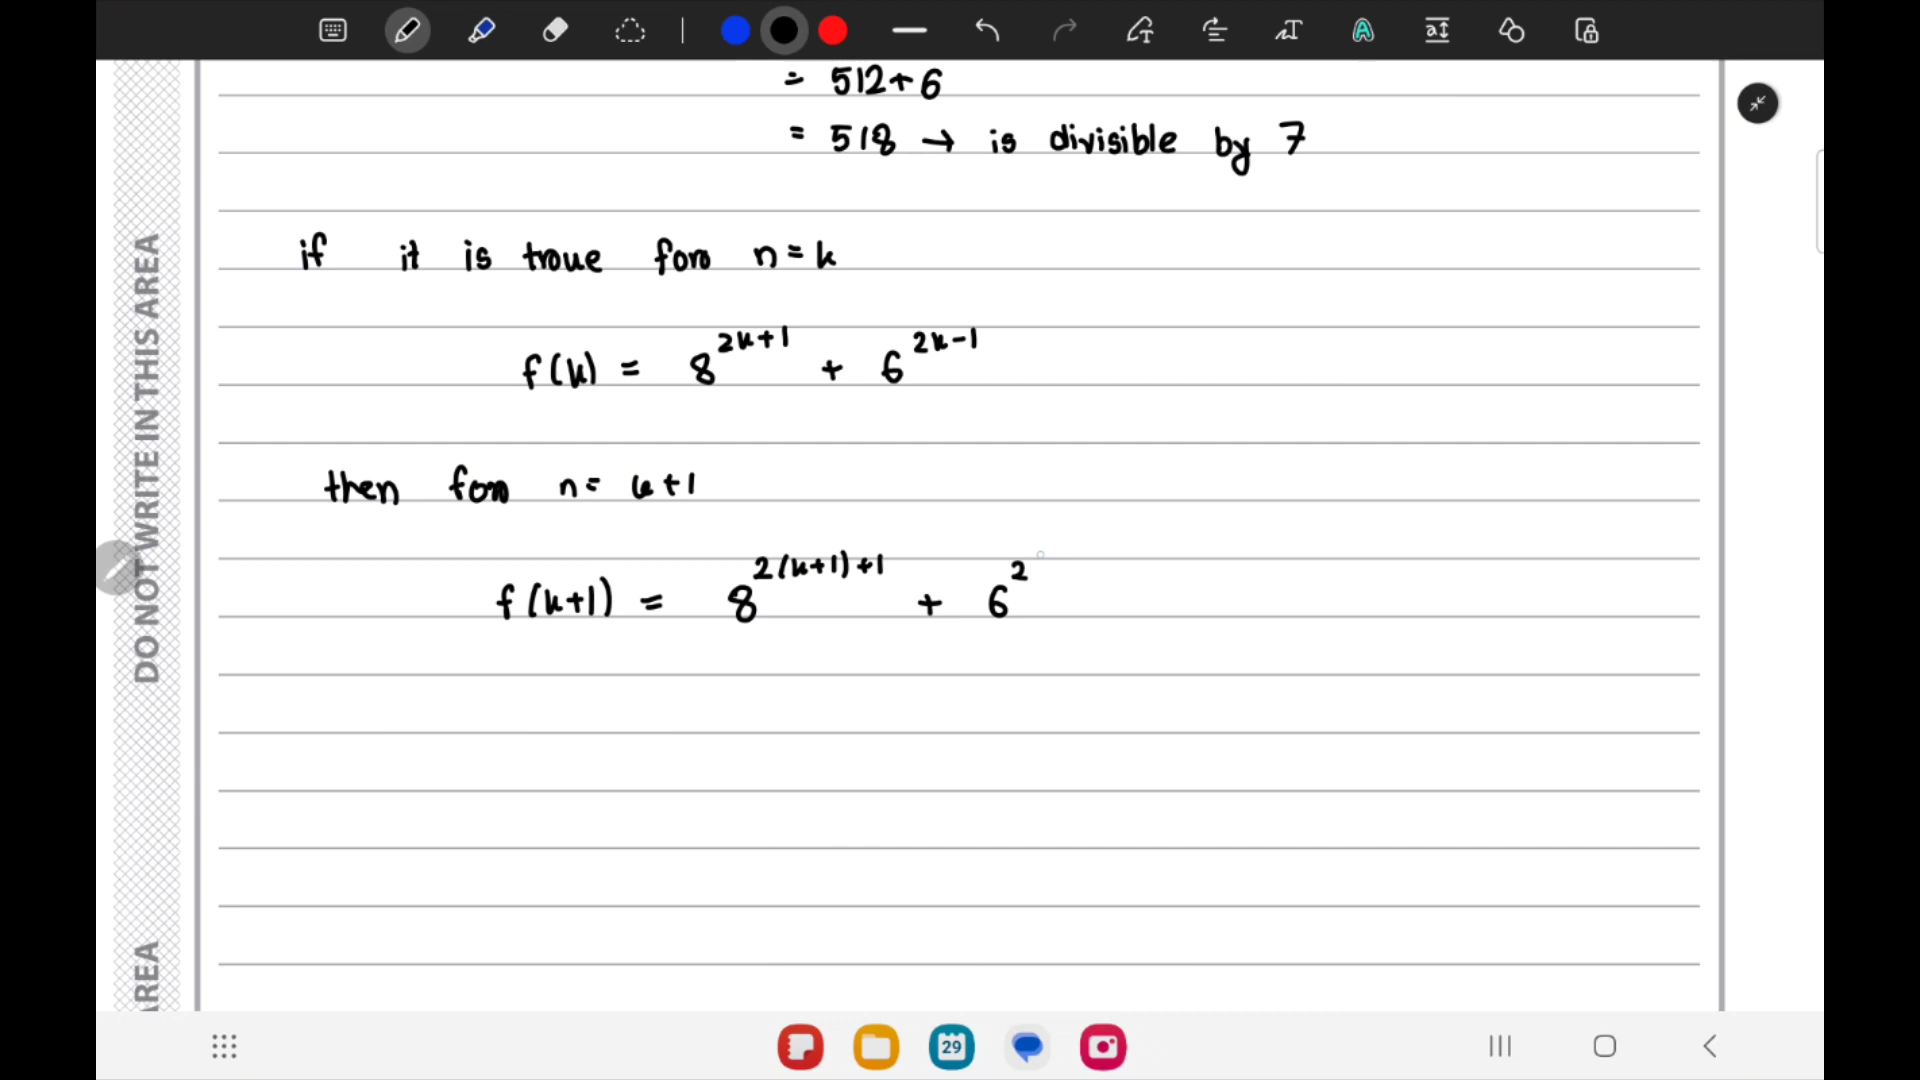 = 512+6
= 518 → is divisible by 7
if it is troue foro n=k
f(k) = 8^{2k+1} + 6^{2k-1}
then foro n= k+1
f(k+1) = 8^{2(k+1)+1} + 6^{2
DO NOT WRITE IN THIS AREA
AREA
29